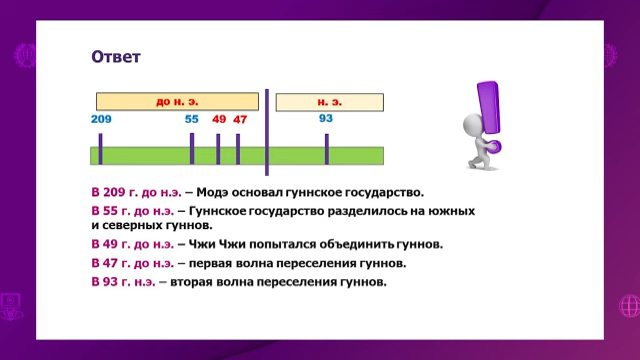 Ответ
до н. э.
н. э.
209
55
49
47
93
В 209 г. до н.э. – Модэ основал гуннское государство.
В 55 г. до н.э. – Гуннское государство разделилось на южных
и северных гуннов.
В 49 г. до н.э. – Чжи Чжи попытался объединить гуннов.
В 47 г. до н.э. – первая волна переселения гуннов.
В 93 г. н.э. – вторая волна переселения гуннов.